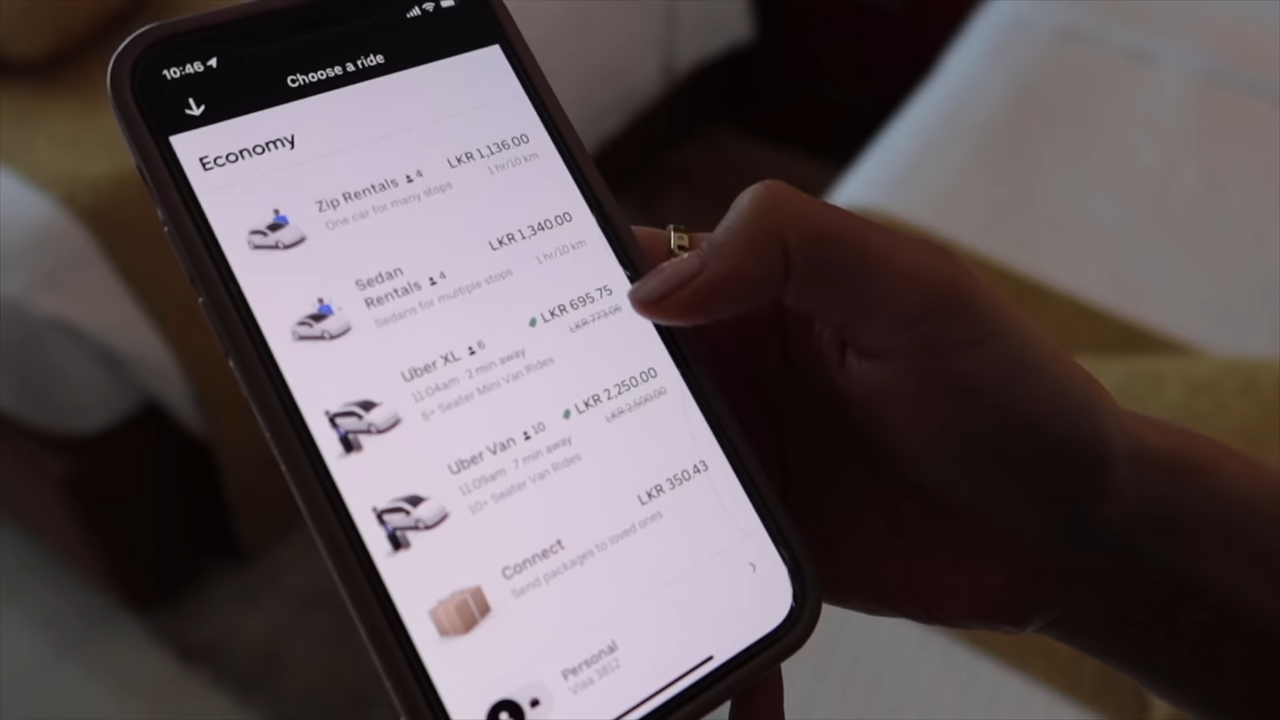 10:46
Choose a ride
Economy
Zip Rentals 4
LKR 1,136.00
One car for many stops
1 hr/10 km
Sedan
Rentals 4
LKR 1,340.00
Sedans for multiple stops
1 hr/10 km
Uber XL 6
LKR 695.75
11:04am · 2 min away
LKR 773.06
6+ Seater Mini Van Rides
Uber Van 10
LKR 2,250.00
11:09am · 7 min away
LKR 2,500.00
10+ Seater Van Rides
Connect
LKR 350.43
Send packages to loved ones
Personal
Visa 3812